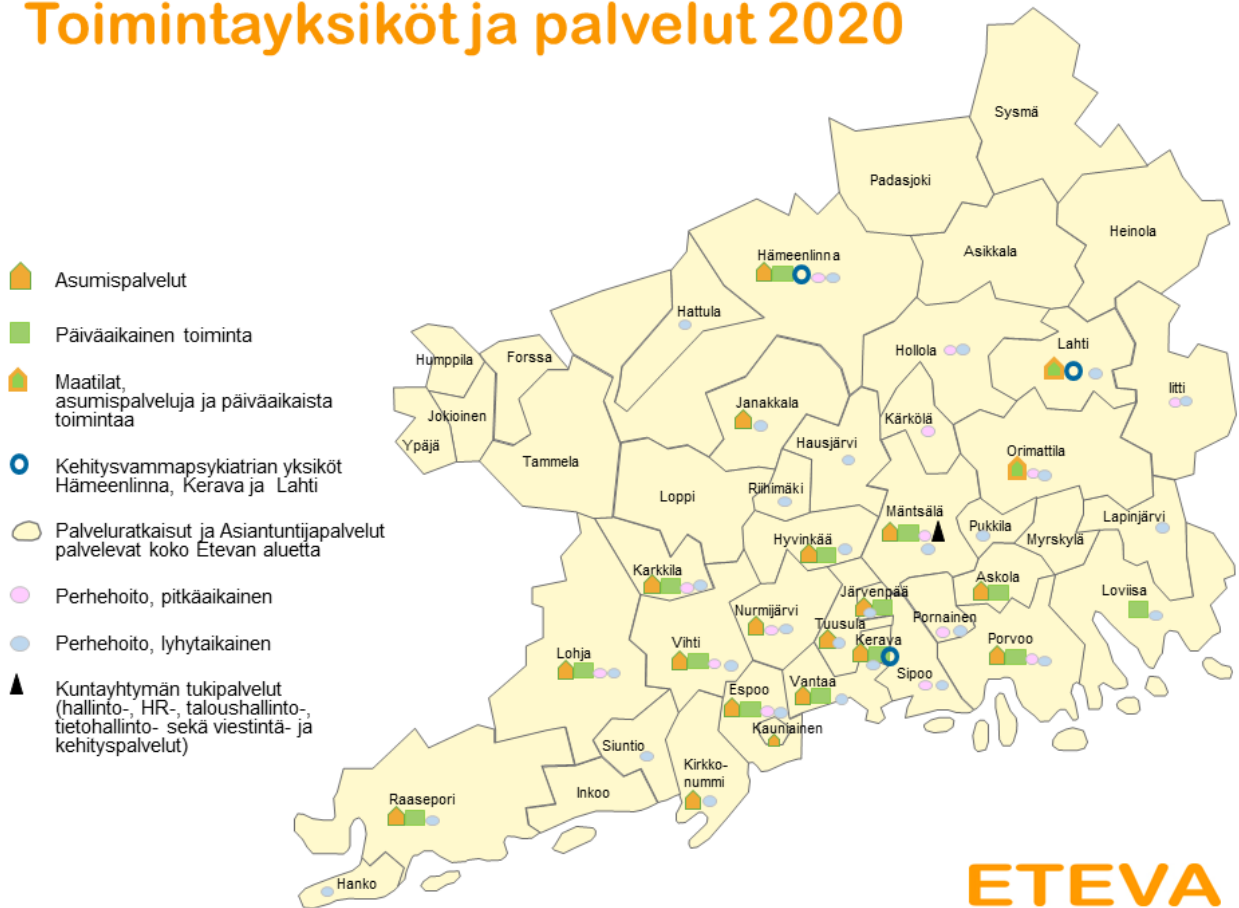 Toimintayksiköt ja palvelut 2020
Asumispalvelut
Päiväaikainen toiminta
Maatilat,
asumispalveluja ja päiväaikaista
toimintaa
Kehitysvammapsykiatrian yksiköt
Hämeenlinna, Kerava ja Lahti
Palveluratkaisut ja Asiantuntijapalvelut
palvelevat koko Etevan aluetta
Perhehoito, pitkäaikainen
Perhehoito, lyhytaikainen
Kuntayhtymän tukipalvelut
(hallinto-, HR-, taloushallinto-,
tietohallinto- sekä viestintä- ja
kehityspalvelut)
Sysmä
Padasjoki
Heinola
Asikkala
Hämeenlinna
Hattula
Hollola
Lahti
Humppila
Forssa
Iitti
Janakkala
Kärkölä
Jokioinen
Ypäjä
Hausjärvi
Tammela
Orimattila
Loppi
Riihimäki
Mäntsälä
Pukkila
Lapinjärvi
Hyvinkää
Myrskylä
Karkkila
Askola
Järvenpää
Loviisa
Nurmijärvi
Pornainen
Tuusula
Kerava
Porvoo
Vihti
Lohja
Sipoo
Vantaa
Espoo
Kauniainen
Siuntio
Kirkko-
nummi
Inkoo
Raasepori
Hanko
ETEVA